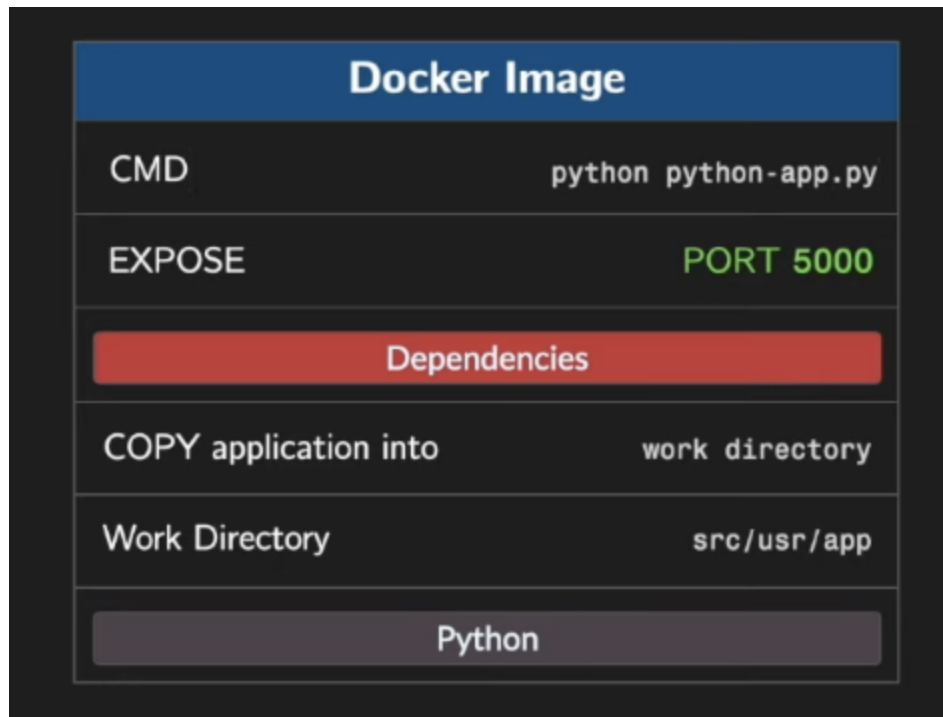 Docker Image
CMD python python-app.py
EXPOSE PORT 5000
Dependencies
COPY application into work directory
Work Directory src/usr/app
Python